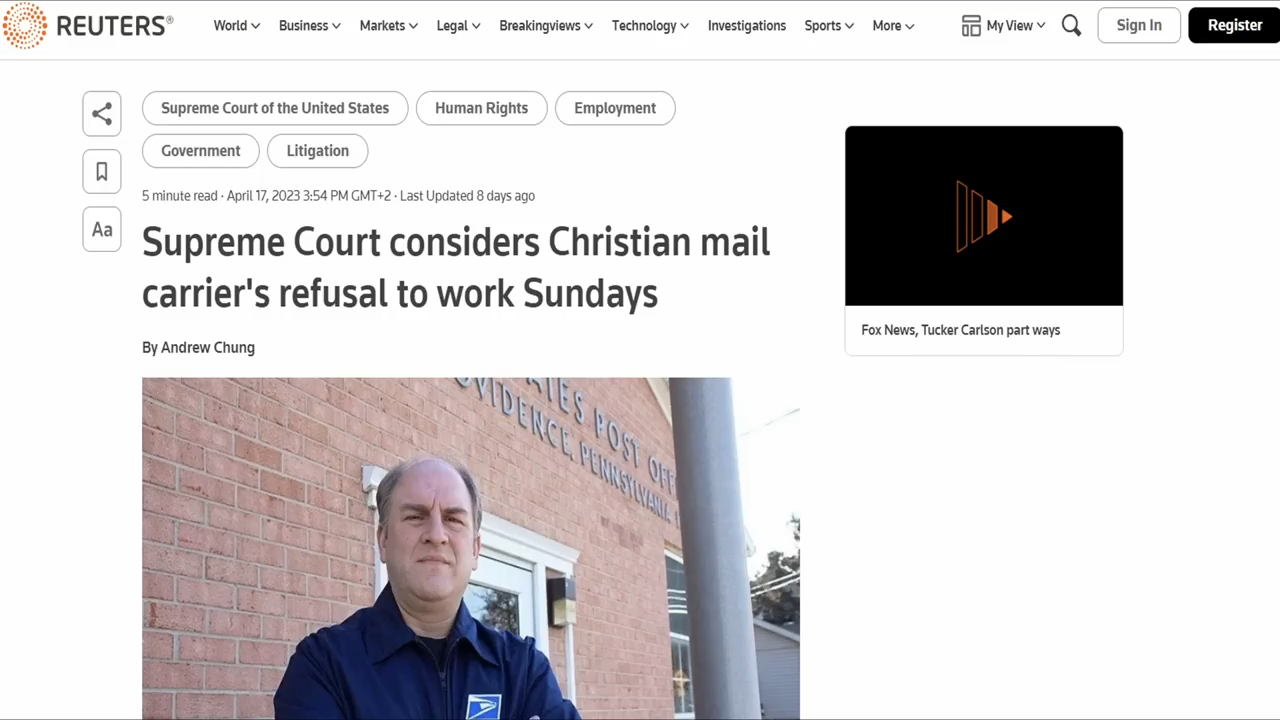 REUTERS®
World Business Markets Legal Breakingviews Technology Investigations Sports More My View Sign In Register
Supreme Court of the United States Human Rights Employment
Government Litigation
5 minute read · April 17, 2023 3:54 PM GMT+2 · Last Updated 8 days ago
Aa
Supreme Court considers Christian mail
carrier's refusal to work Sundays
By Andrew Chung
Fox News, Tucker Carlson part ways
POST
PENNSYLVANIA